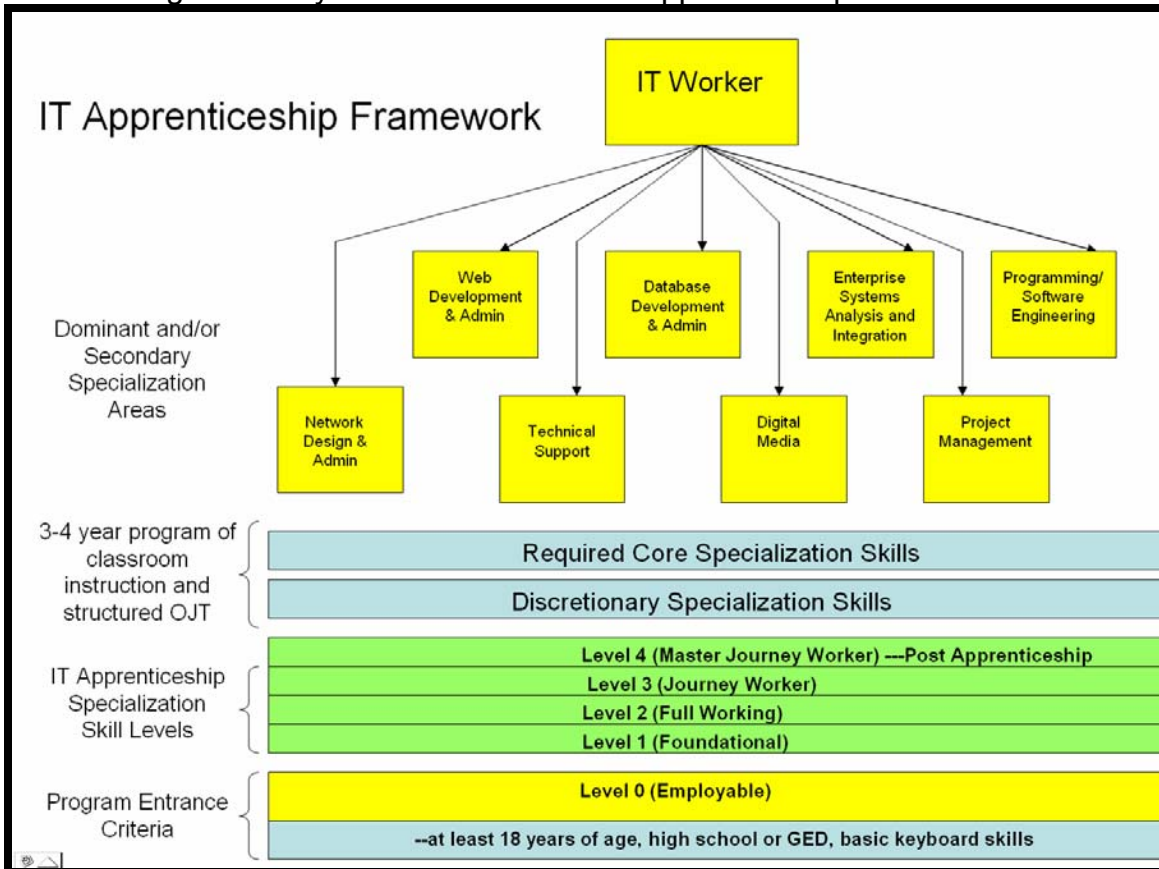 IT Worker
IT Apprenticeship Framework
Web
Development
& Admin
Database
Development
& Admin
Enterprise
Systems
Analysis and
Integration
Programming/
Software
Engineering
Dominant and/or
Secondary
Specialization
Areas
Network
Design &
Admin
Technical
Support
Digital
Media
Project
Management
3-4 year program of
classroom
instruction and
structured OJT
Required Core Specialization Skills
Discretionary Specialization Skills
IT Apprenticeship
Specialization
Skill Levels
Level 4 (Master Journey Worker) ---Post Apprenticeship
Level 3 (Journey Worker)
Level 2 (Full Working)
Level 1 (Foundational)
Program Entrance
Criteria
Level 0 (Employable)
--at least 18 years of age, high school or GED, basic keyboard skills